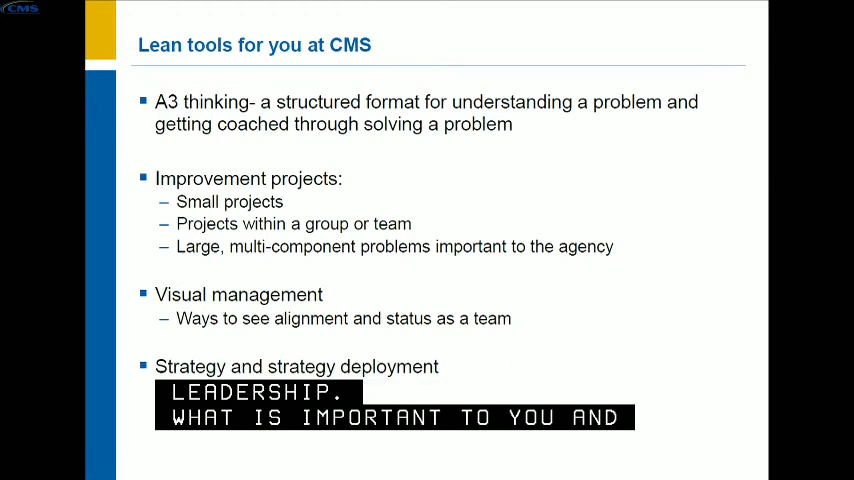 CMS
Lean tools for you at CMS
A3 thinking- a structured format for understanding a problem and
getting coached through solving a problem
Improvement projects:
– Small projects
– Projects within a group or team
– Large, multi-component problems important to the agency
Visual management
– Ways to see alignment and status as a team
Strategy and strategy deployment
LEADERSHIP.
WHAT IS IMPORTANT TO YOU AND